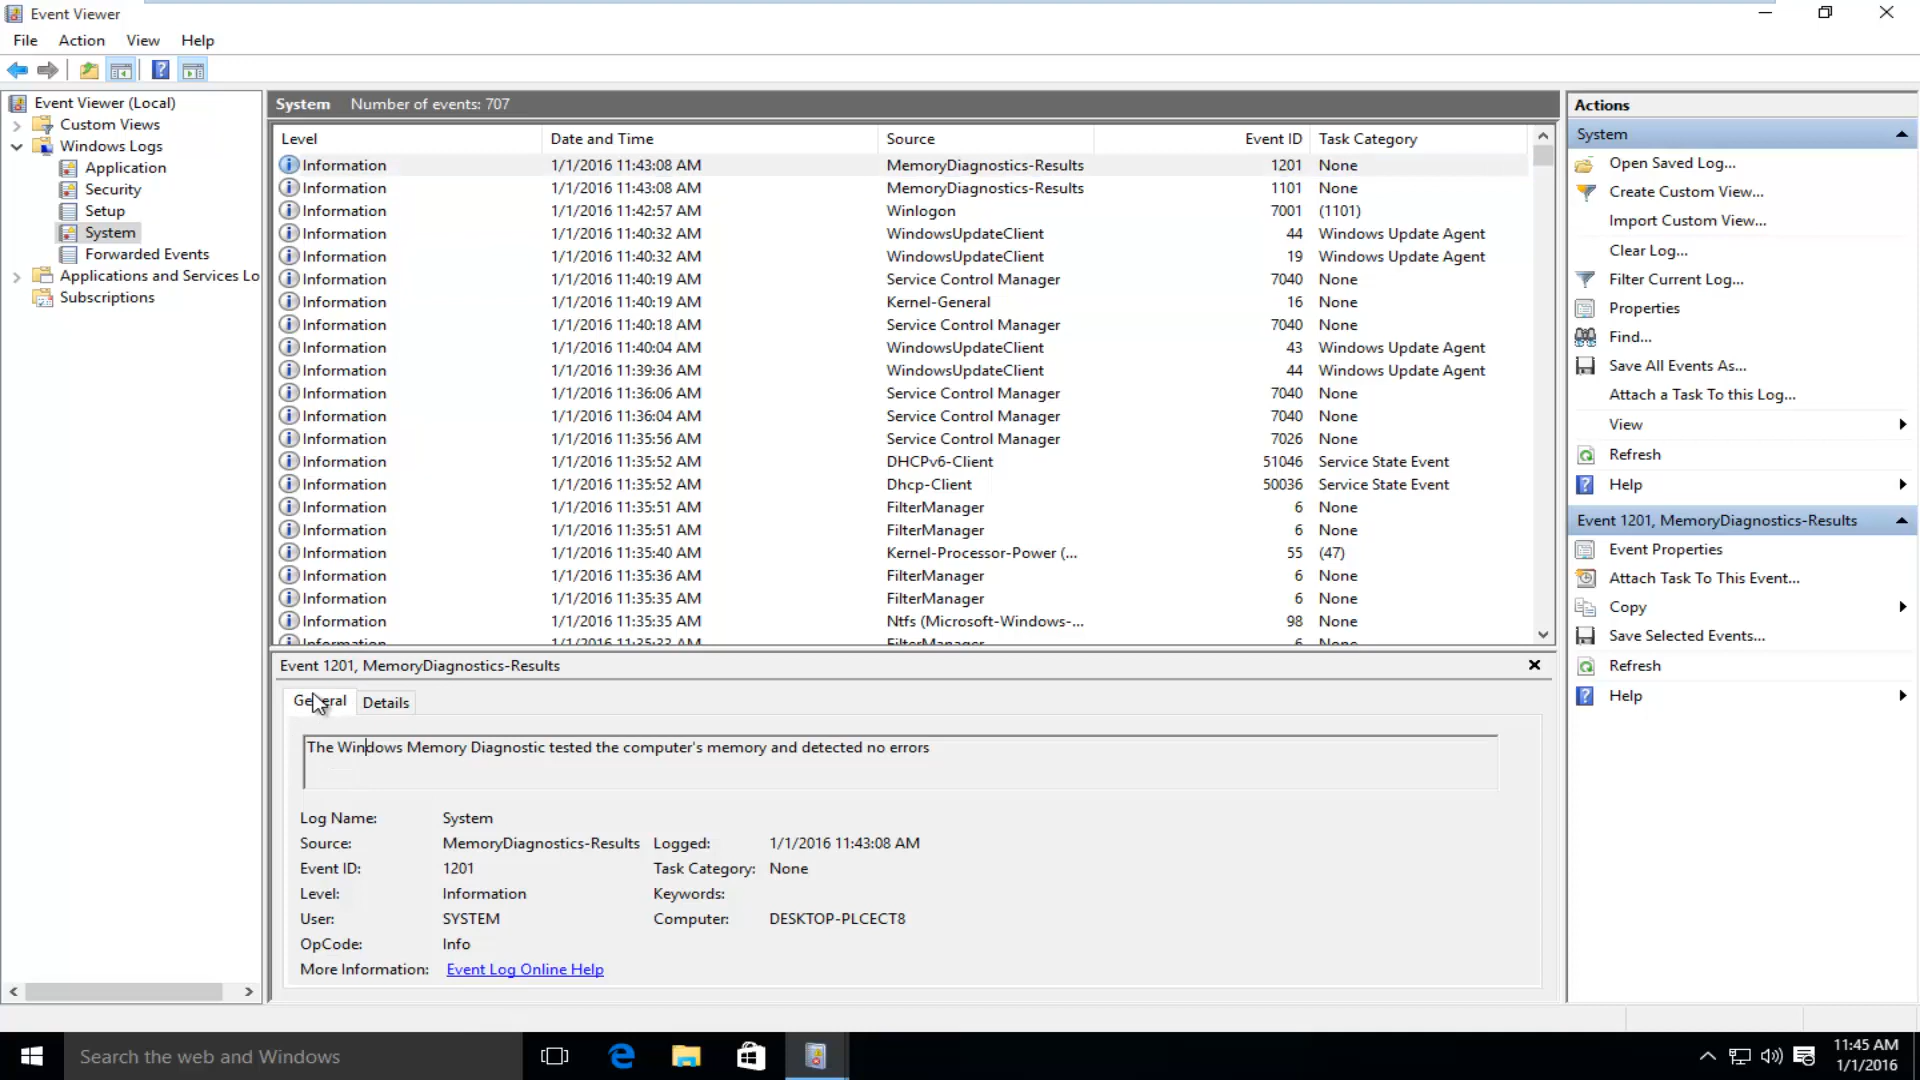 Event Viewer
File Action View Help
Event Viewer (Local)
Custom Views
Windows Logs
Application
Security
Setup
System
Forwarded Events
Applications and Services Lo
Subscriptions
System Number of events: 707
Level Date and Time Source Event ID Task Category
Information 1/1/2016 11:43:08 AM MemoryDiagnostics-Results 1201 None
Information 1/1/2016 11:43:08 AM MemoryDiagnostics-Results 1101 None
Information 1/1/2016 11:42:57 AM Winlogon 7001 (1101)
Information 1/1/2016 11:40:32 AM WindowsUpdateClient 44 Windows Update Agent
Information 1/1/2016 11:40:32 AM WindowsUpdateClient 19 Windows Update Agent
Information 1/1/2016 11:40:19 AM Service Control Manager 7040 None
Information 1/1/2016 11:40:19 AM Kernel-General 16 None
Information 1/1/2016 11:40:18 AM Service Control Manager 7040 None
Information 1/1/2016 11:40:04 AM WindowsUpdateClient 43 Windows Update Agent
Information 1/1/2016 11:39:36 AM WindowsUpdateClient 44 Windows Update Agent
Information 1/1/2016 11:36:06 AM Service Control Manager 7040 None
Information 1/1/2016 11:36:04 AM Service Control Manager 7040 None
Information 1/1/2016 11:35:56 AM Service Control Manager 7026 None
Information 1/1/2016 11:35:52 AM DHCPv6-Client 51046 Service State Event
Information 1/1/2016 11:35:52 AM Dhcp-Client 50036 Service State Event
Information 1/1/2016 11:35:51 AM FilterManager 6 None
Information 1/1/2016 11:35:51 AM FilterManager 6 None
Information 1/1/2016 11:35:40 AM Kernel-Processor-Power (... 55 (47)
Information 1/1/2016 11:35:36 AM FilterManager 6 None
Information 1/1/2016 11:35:35 AM FilterManager 6 None
Information 1/1/2016 11:35:35 AM Ntfs (Microsoft-Windows-... 98 None
Information 1/1/2016 11:35:33 AM FilterManager 6 None
Event 1201, MemoryDiagnostics-Results
General Details
The Windows Memory Diagnostic tested the computer's memory and detected no errors
Log Name: System
Source: MemoryDiagnostics-Results Logged: 1/1/2016 11:43:08 AM
Event ID: 1201 Task Category: None
Level: Information Keywords:
User: SYSTEM Computer: DESKTOP-PLCECT8
OpCode: Info
More Information: Event Log Online Help
Actions
System
Open Saved Log...
Create Custom View...
Import Custom View...
Clear Log...
Filter Current Log...
Properties
Find...
Save All Events As...
Attach a Task To this Log...
View
Refresh
Help
Event 1201, MemoryDiagnostics-Results
Event Properties
Attach Task To This Event...
Copy
Save Selected Events...
Refresh
Help
Search the web and Windows
11:45 AM
1/1/2016